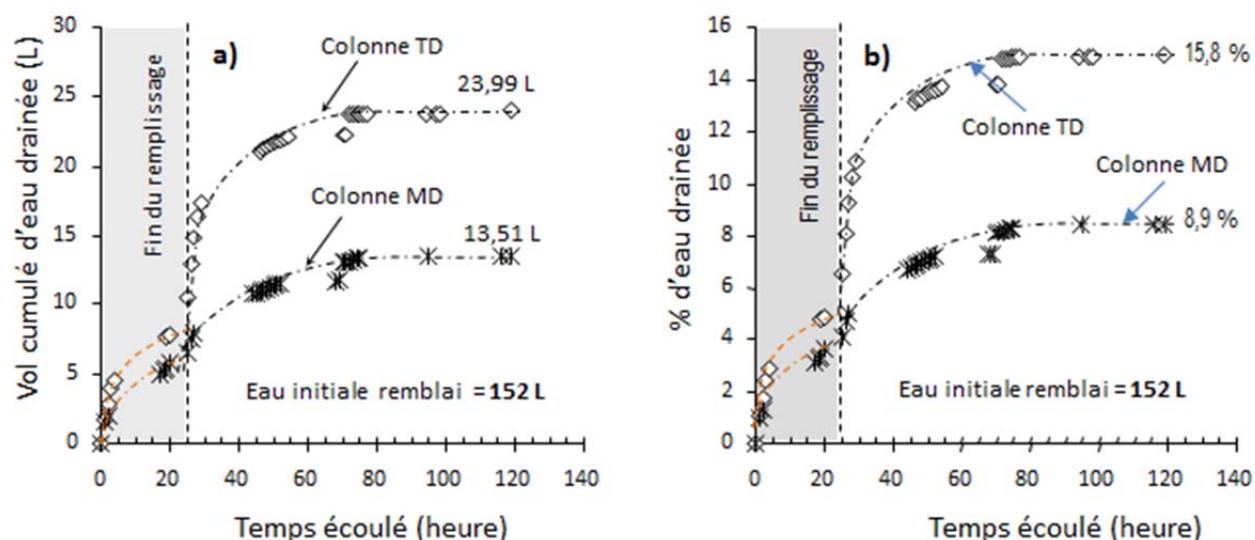 a)
Vol cumulé d'eau drainée (L)
30
25
20
15
10
5
0
Fin du remplissage
Colonne TD
23,99 L
Colonne MD
13,51 L
Eau initiale remblai = 152 L
0 20 40 60 80 100 120 140
Temps écoulé (heure)
b)
% d'eau drainée
16
14
12
10
8
6
4
2
0
Fin du remplissage
15,8 %
Colonne TD
Colonne MD
8,9 %
Eau initiale remblai = 152 L
0 20 40 60 80 100 120 140
Temps écoulé (heure)